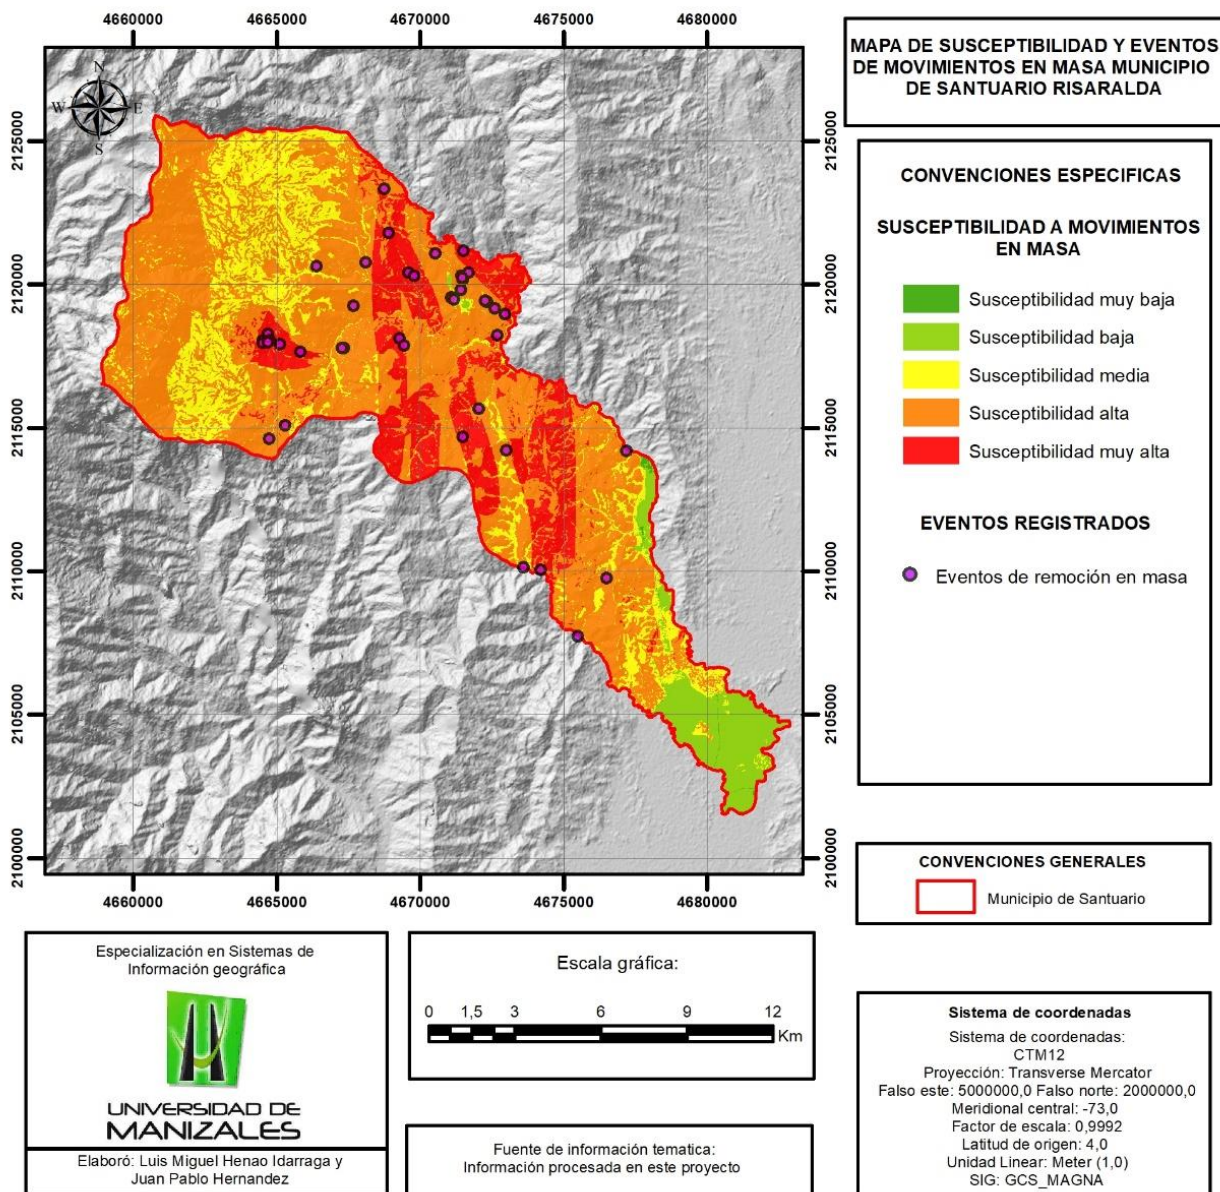 4660000 4665000 4670000 4675000 4680000
MAPA DE SUSCEPTIBILIDAD Y EVENTOS
DE MOVIMIENTOS EN MASA MUNICIPIO
DE SANTUARIO RISARALDA
N
W E
S
2125000 2125000
2120000 2120000
2115000 2115000
2110000 2110000
2105000 2105000
2100000 2100000
4660000 4665000 4670000 4675000 4680000
CONVENCIONES ESPECIFICAS
SUSCEPTIBILIDAD A MOVIMIENTOS
EN MASA
Susceptibilidad muy baja
Susceptibilidad baja
Susceptibilidad media
Susceptibilidad alta
Susceptibilidad muy alta
EVENTOS REGISTRADOS
Eventos de remoción en masa
CONVENCIONES GENERALES
Municipio de Santuario
Especialización en Sistemas de
Información geográfica
UNIVERSIDAD DE
MANIZALES
Elaboró: Luis Miguel Henao Idarraga y
Juan Pablo Hernandez
Escala gráfica:
0 1,5 3 6 9 12
Km
Fuente de información tematica:
Información procesada en este proyecto
Sistema de coordenadas
Sistema de coordenadas:
CTM12
Proyección: Transverse Mercator
Falso este: 5000000,0 Falso norte: 2000000,0
Meridional central: -73,0
Factor de escala: 0,9992
Latitud de origen: 4,0
Unidad Linear: Meter (1,0)
SIG: GCS_MAGNA